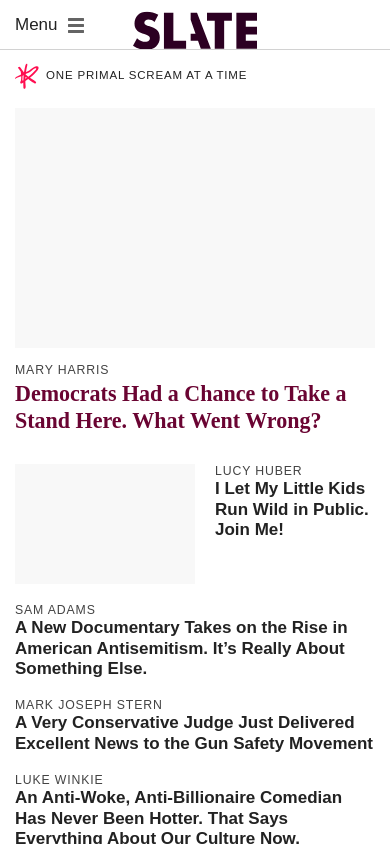 Menu
SLATE
ONE PRIMAL SCREAM AT A TIME
MARY HARRIS
Democrats Had a Chance to Take a
Stand Here. What Went Wrong?
LUCY HUBER
I Let My Little Kids
Run Wild in Public.
Join Me!
SAM ADAMS
A New Documentary Takes on the Rise in
American Antisemitism. It’s Really About
Something Else.
MARK JOSEPH STERN
A Very Conservative Judge Just Delivered
Excellent News to the Gun Safety Movement
LUKE WINKIE
An Anti-Woke, Anti-Billionaire Comedian
Has Never Been Hotter. That Says
Everything About Our Culture Now.